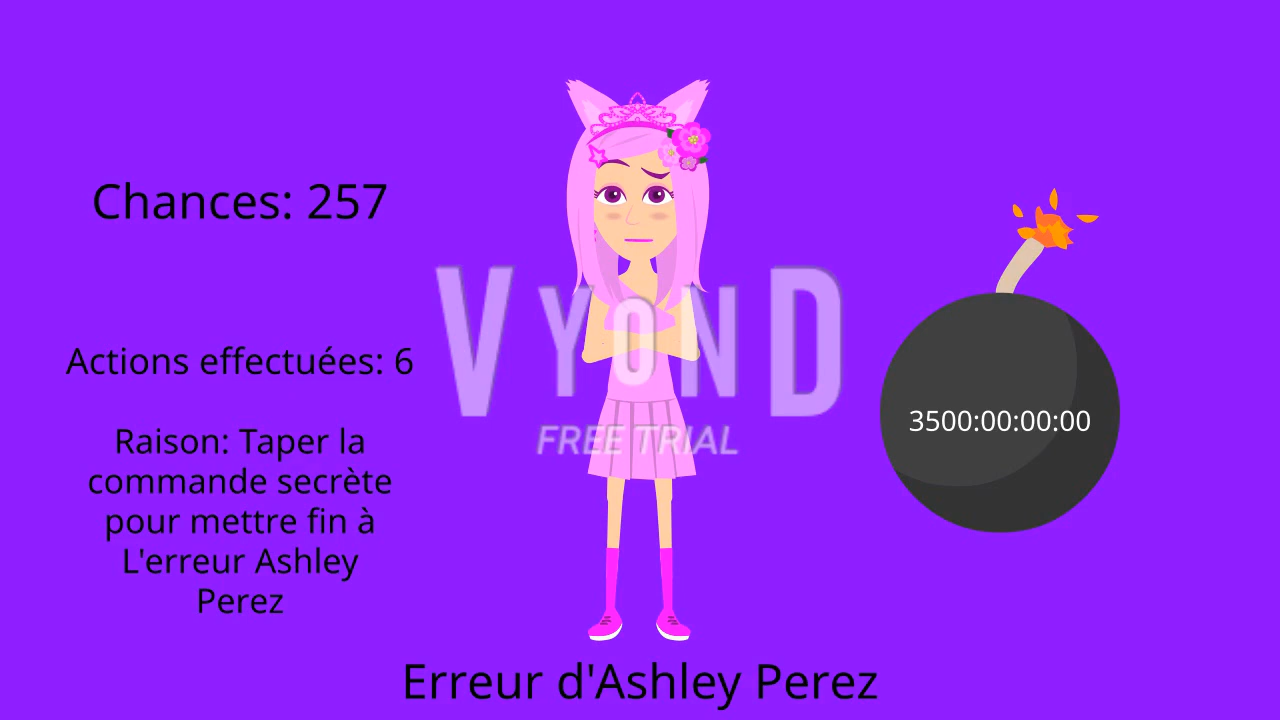 Chances: 257
Actions effectuées: 6
Raison: Taper la
commande secrète
pour mettre fin à
L'erreur Ashley
Perez
VYOND
FREE TRIAL
3500:00:00:00
Erreur d'Ashley Perez